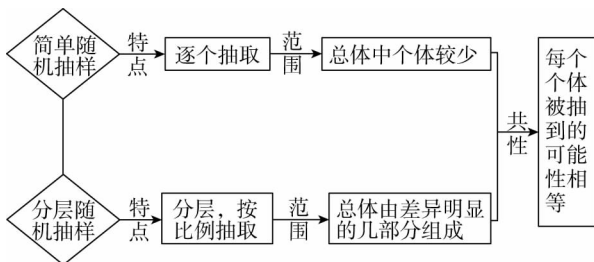 简单随
机抽样
特
点
逐个抽取
范
围
总体中个体较少
共
性
每个
个体
被抽
到的
可能
性相
等
分层随
机抽样
特
点
分层，按
比例抽取
范
围
总体由差异明显
的几部分组成